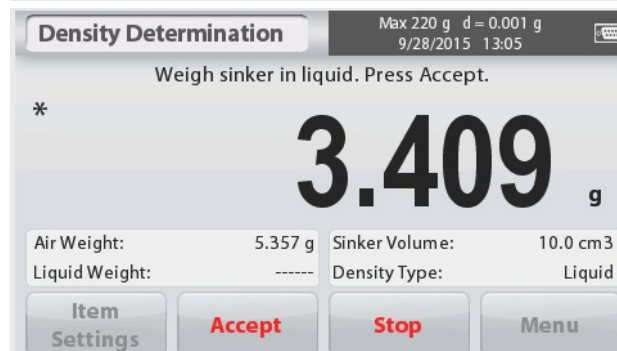 Density Determination
Max 220 g d = 0.001 g
9/28/2015 13:05
Weigh sinker in liquid. Press Accept.
*
3.409 g
Air Weight: 5.357 g
Liquid Weight: ------
Sinker Volume: 10.0 cm3
Density Type: Liquid
Item
Settings
Accept
Stop
Menu